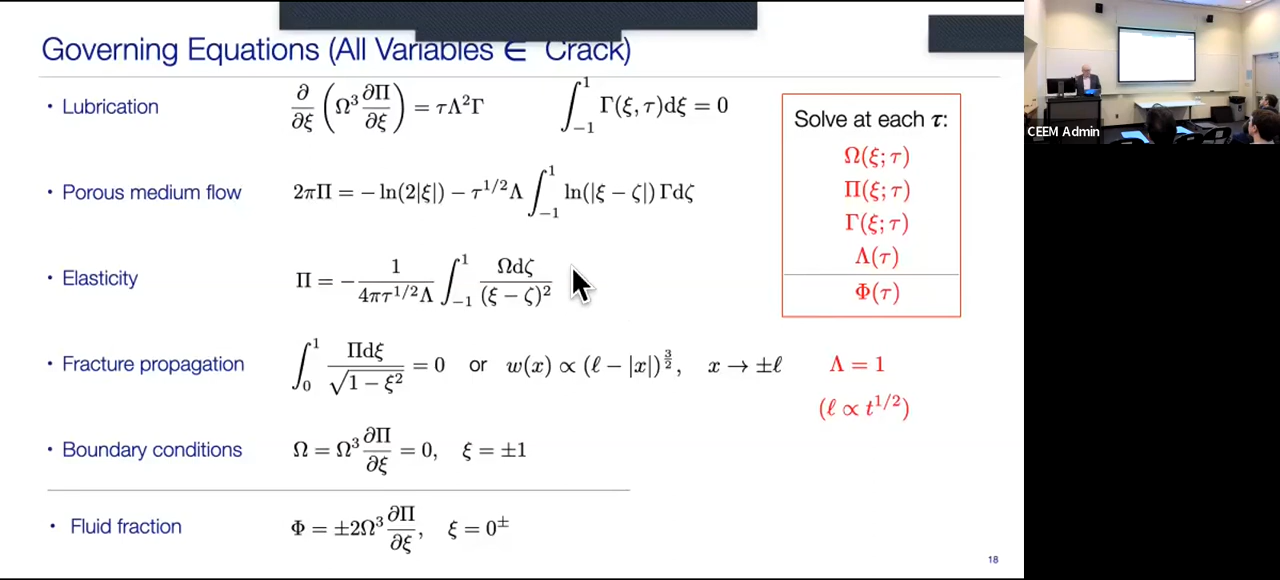 Governing Equations (All Variables ∈ Crack)
• Lubrication ∂/∂ξ (Ω³ ∂Π/∂ξ) = τΛ²Γ ∫₋₁¹ Γ(ξ, τ)dξ = 0
• Porous medium flow 2πΠ = − ln(2|ξ|) − τ^{1/2}Λ ∫₋₁¹ ln(|ξ − ζ|) Γdζ
• Elasticity Π = − 1/(4πτ^{1/2}Λ) ∫₋₁¹ Ωdζ/(ξ − ζ)²
• Fracture propagation ∫₀¹ Πdξ/√(1 − ξ²) = 0 or w(x) ∝ (ℓ − |x|)^{3/2}, x → ±ℓ
• Boundary conditions Ω = Ω³ ∂Π/∂ξ = 0, ξ = ±1
• Fluid fraction Φ = ±2Ω³ ∂Π/∂ξ, ξ = 0^±
Solve at each τ:
Ω(ξ; τ)
Π(ξ; τ)
Γ(ξ; τ)
Λ(τ)
Φ(τ)
Λ = 1
(ℓ ∝ t^{1/2})
18
CEEM Admin